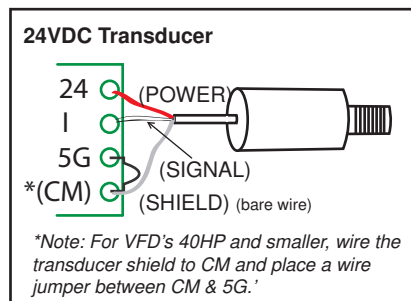 24VDC Transducer
24
(POWER)
I
(SIGNAL)
5G
*(CM)
(SHIELD) (bare wire)
*Note: For VFD's 40HP and smaller, wire the
transducer shield to CM and place a wire
jumper between CM & 5G.'